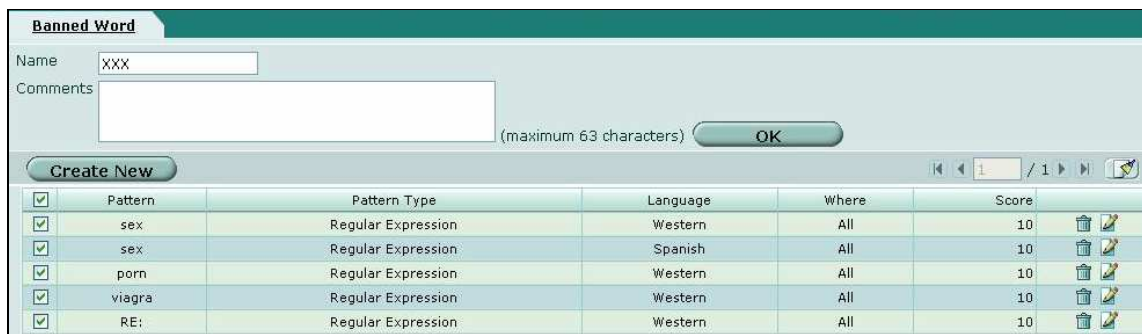 Banned Word
Name XXX
Comments
(maximum 63 characters) OK
Create New 1 / 1
Pattern Pattern Type Language Where Score
sex Regular Expression Western All 10
sex Regular Expression Spanish All 10
porn Regular Expression Western All 10
viagra Regular Expression Western All 10
RE: Regular Expression Western All 10